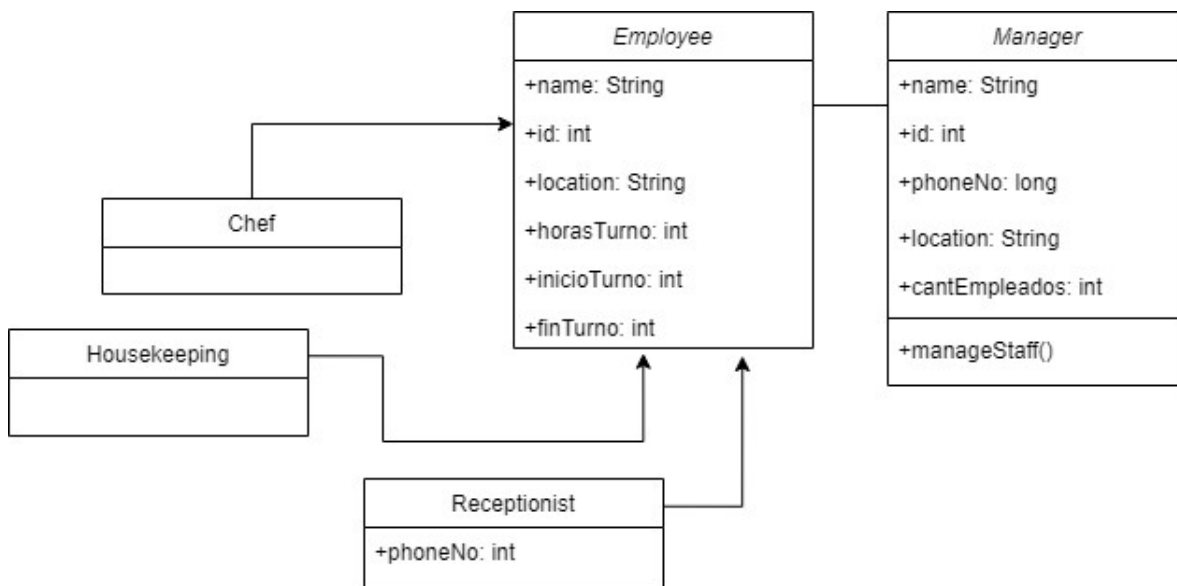 Employee
+name: String
+id: int
+location: String
+horasTurno: int
+inicioTurno: int
+finTurno: int
Manager
+name: String
+id: int
+phoneNo: long
+location: String
+cantEmpleados: int
+manageStaff()
Chef
Housekeeping
Receptionist
+phoneNo: int